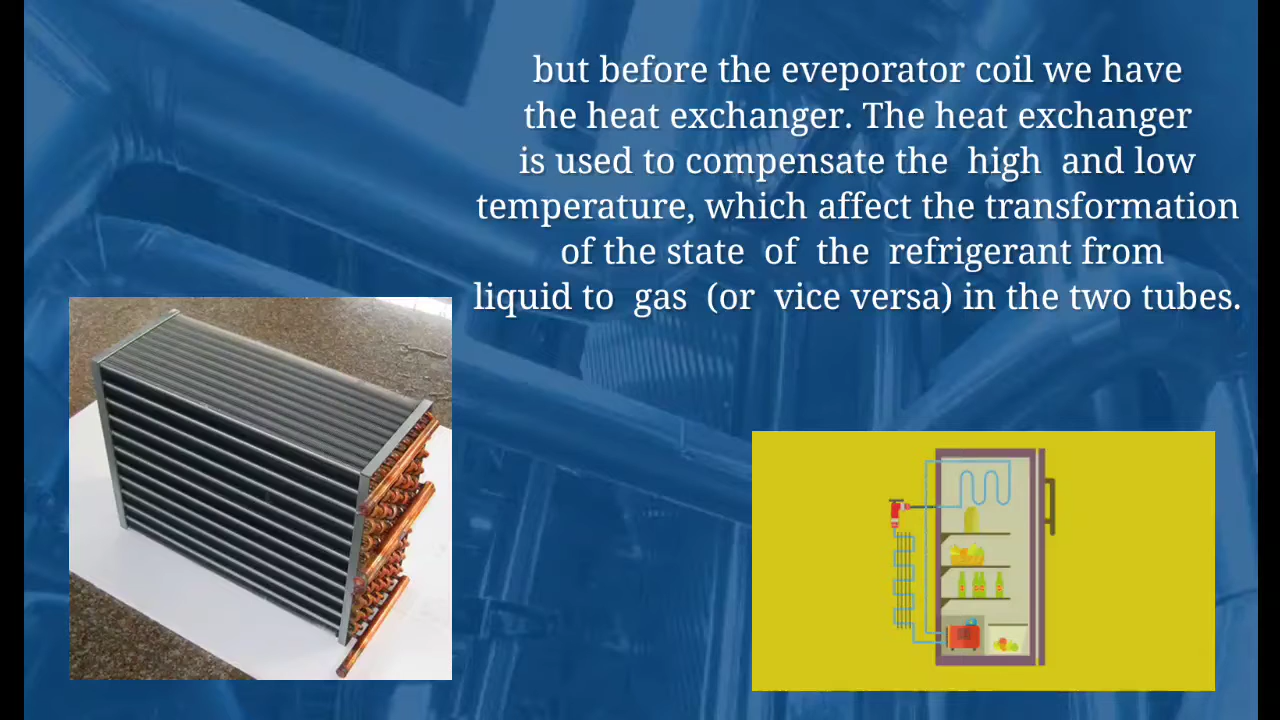 but before the eveporator coil we have
the heat exchanger. The heat exchanger
is used to compensate the  high  and low
temperature, which affect the transformation
of the state  of  the  refrigerant from
liquid to  gas  (or  vice versa) in the two tubes.